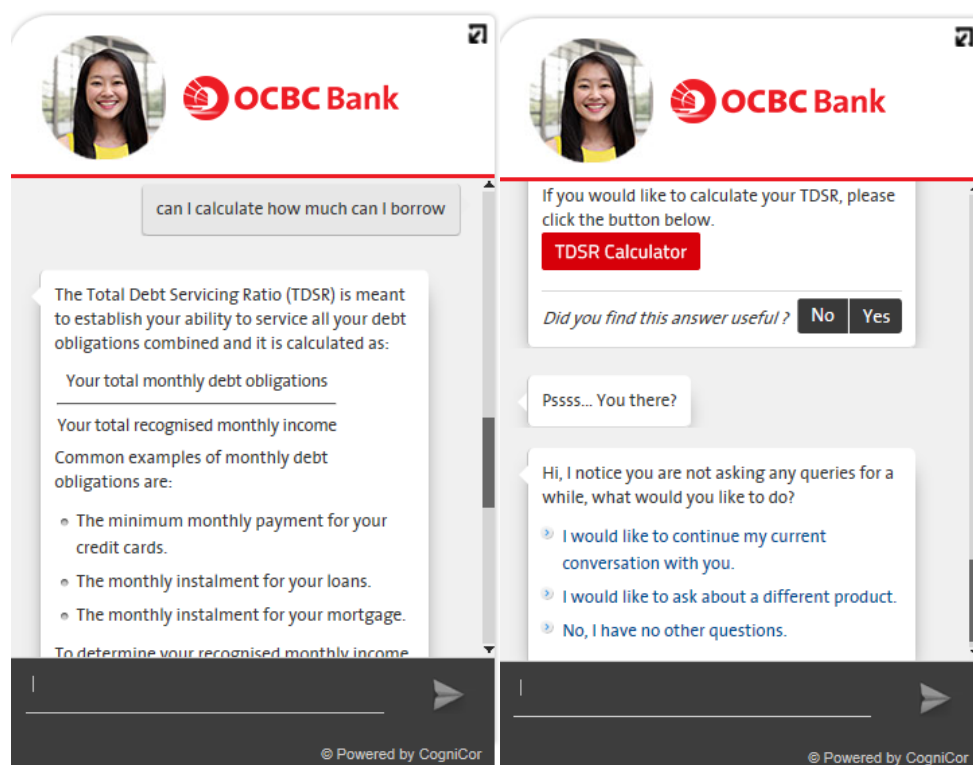 OCBC Bank
can I calculate how much can I borrow
The Total Debt Servicing Ratio (TDSR) is meant
to establish your ability to service all your debt
obligations combined and it is calculated as:
Your total monthly debt obligations
Your total recognised monthly income
Common examples of monthly debt
obligations are:
The minimum monthly payment for your
credit cards.
The monthly instalment for your loans.
The monthly instalment for your mortgage.
To determine your recognised monthly income
© Powered by CogniCor
OCBC Bank
If you would like to calculate your TDSR, please
click the button below.
TDSR Calculator
Did you find this answer useful ? No Yes
Pssss... You there?
Hi, I notice you are not asking any queries for a
while, what would you like to do?
I would like to continue my current
conversation with you.
I would like to ask about a different product.
No, I have no other questions.
© Powered by CogniCor